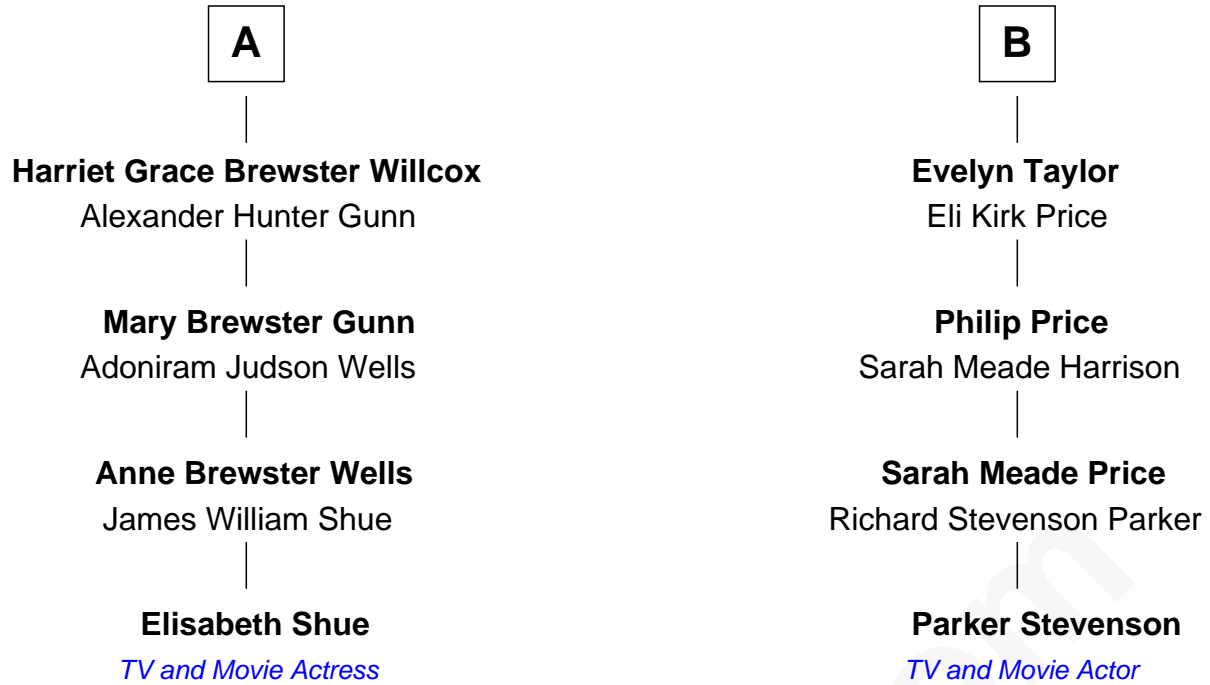 A
Harriet Grace Brewster Willcox
Alexander Hunter Gunn
Mary Brewster Gunn
Adoniram Judson Wells
Anne Brewster Wells
James William Shue
Elisabeth Shue
TV and Movie Actress
B
Evelyn Taylor
Eli Kirk Price
Philip Price
Sarah Meade Harrison
Sarah Meade Price
Richard Stevenson Parker
Parker Stevenson
TV and Movie Actor